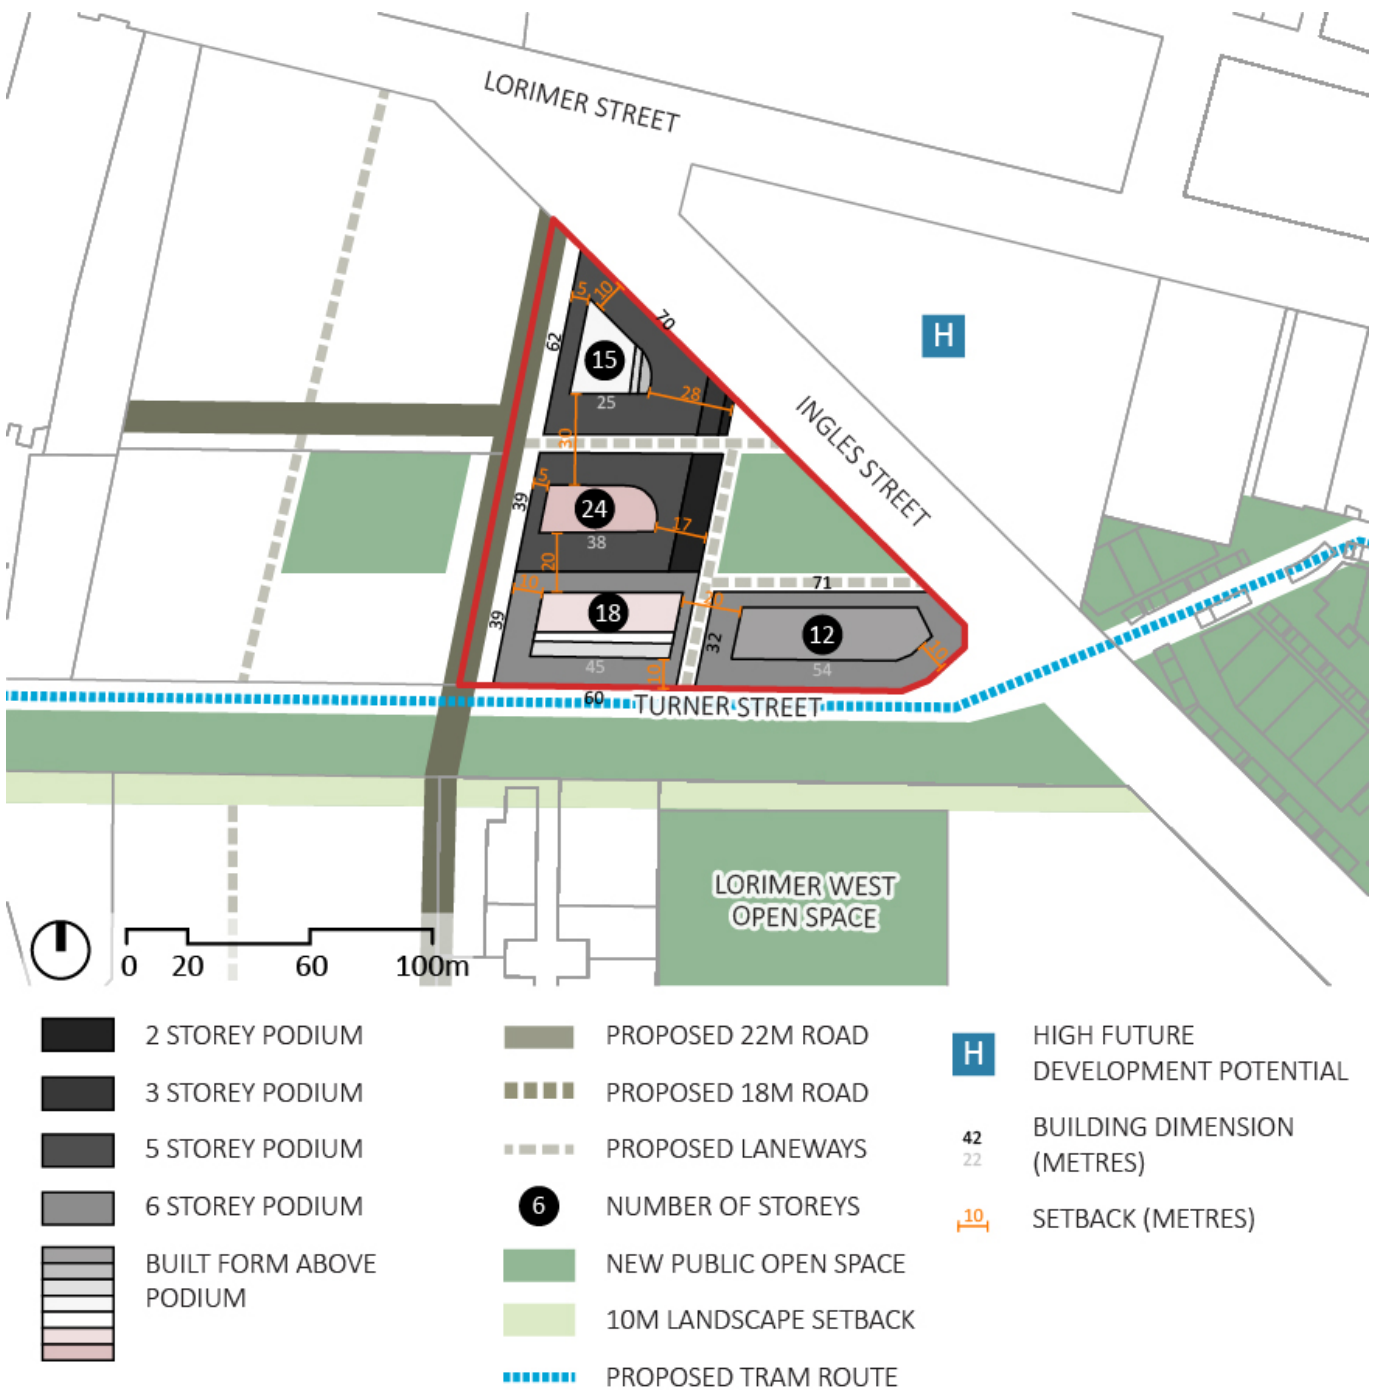 LORIMER STREET
H
5
10
70
62
15
28
25
INGLES STREET
30
5
39
24
17
38
20
10
71
39
18
20
12
32
10
45
10
54
60
TURNER STREET
LORIMER WEST
OPEN SPACE
0 20 60 100m
2 STOREY PODIUM
3 STOREY PODIUM
5 STOREY PODIUM
6 STOREY PODIUM
BUILT FORM ABOVE
PODIUM
PROPOSED 22M ROAD
PROPOSED 18M ROAD
PROPOSED LANEWAYS
6 NUMBER OF STOREYS
NEW PUBLIC OPEN SPACE
10M LANDSCAPE SETBACK
PROPOSED TRAM ROUTE
H
HIGH FUTURE
DEVELOPMENT POTENTIAL
42
22
BUILDING DIMENSION
(METRES)
10 SETBACK (METRES)